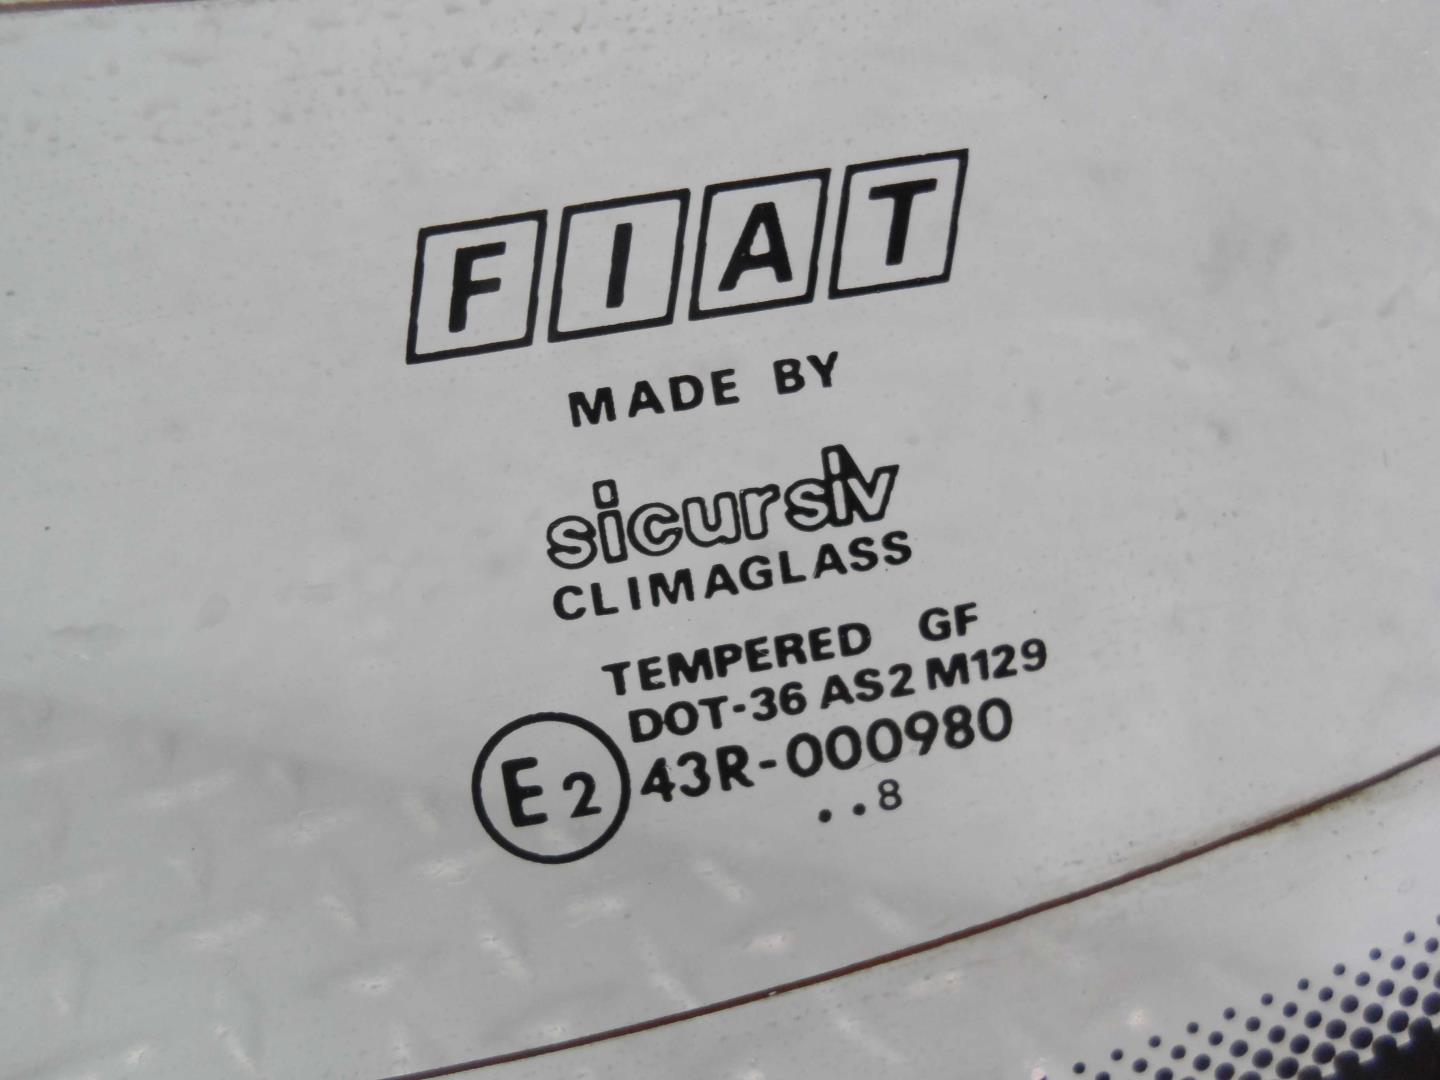 FIAT
MADE BY
sicursiv
CLIMAGLASS
TEMPERED GF
DOT-36 AS2 M129
E2 43R-000980
..8